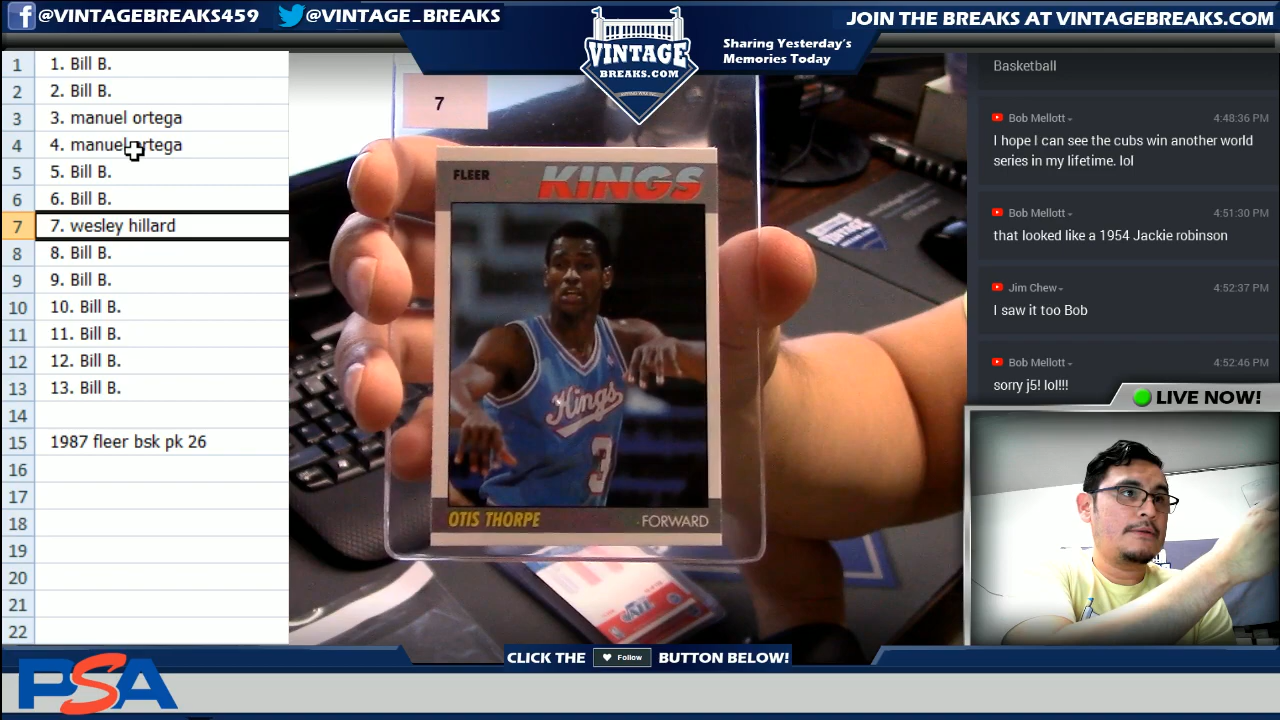 @VINTAGEBREAKS459
@VINTAGE_BREAKS
VINTAGE
BREAKS.COM
Sharing Yesterday's
Memories Today
JOIN THE BREAKS AT VINTAGEBREAKS.COM
1 1. Bill B.
2 2. Bill B.
3 3. manuel ortega
4 4. manuel ortega
5 5. Bill B.
6 6. Bill B.
7 7. wesley hillard
8 8. Bill B.
9 9. Bill B.
10 10. Bill B.
11 11. Bill B.
12 12. Bill B.
13 13. Bill B.
14
15 1987 fleer bsk pk 26
16
17
18
19
20
21
22
7
FLEER
KINGS
Kings
3
OTIS THORPE
FORWARD
JAZZ
Basketball
Bob Mellott 4:48:36 PM
I hope I can see the cubs win another world
series in my lifetime. lol
Bob Mellott 4:51:30 PM
that looked like a 1954 Jackie robinson
Jim Chew 4:52:37 PM
I saw it too Bob
Bob Mellott 4:52:46 PM
sorry j5! lol!!!
LIVE NOW!
CLICK THE Follow BUTTON BELOW!
PSA